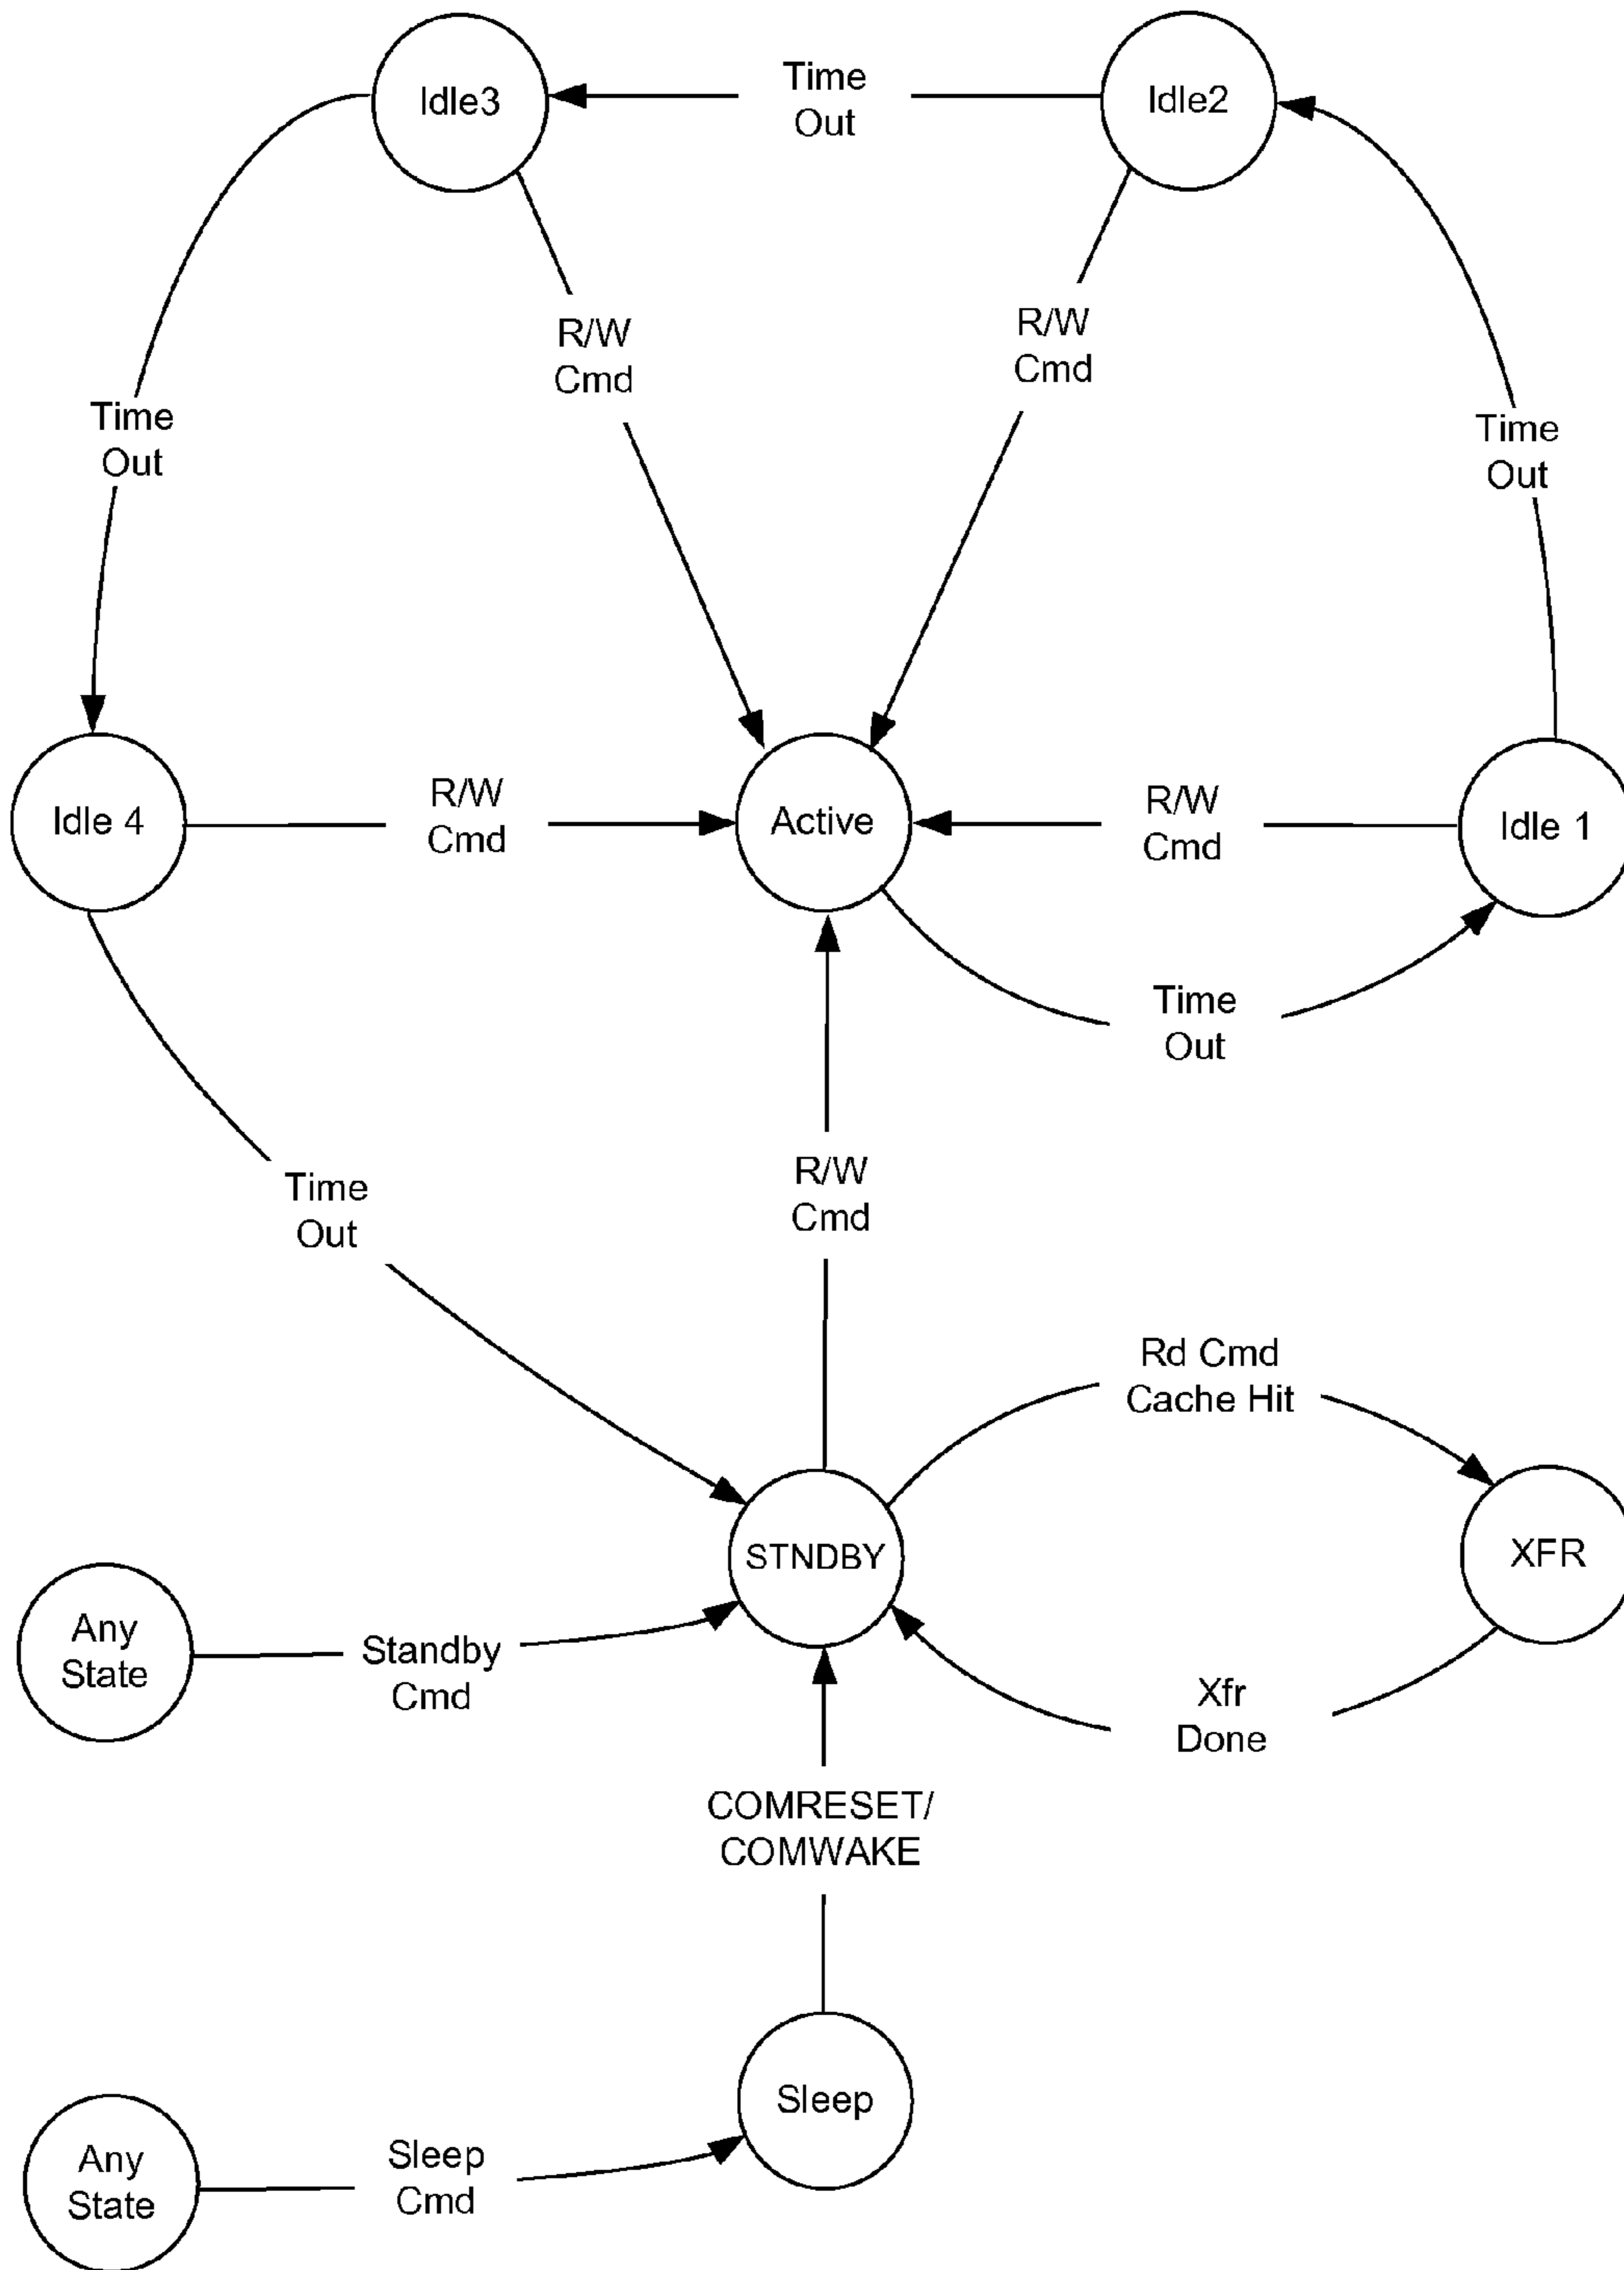 Idle3
Time
Out
Idle2
R/W
Cmd
R/W
Cmd
Time
Out
Time
Out
Idle 4
R/W
Cmd
Active
R/W
Cmd
Idle 1
Time
Out
Time
Out
R/W
Cmd
Rd Cmd
Cache Hit
STNDBY
XFR
Any
State
Standby
Cmd
Xfr
Done
COMRESET/
COMWAKE
Sleep
Any
State
Sleep
Cmd